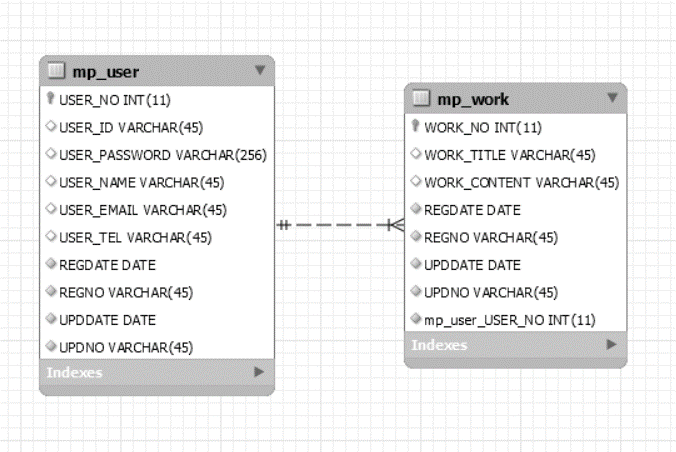 mp_user
USER_NO INT(11)
USER_ID VARCHAR(45)
USER_PASSWORD VARCHAR(256)
USER_NAME VARCHAR(45)
USER_EMAIL VARCHAR(45)
USER_TEL VARCHAR(45)
REGDATE DATE
REGNO VARCHAR(45)
UPDDATE DATE
UPDNO VARCHAR(45)
Indexes
mp_work
WORK_NO INT(11)
WORK_TITLE VARCHAR(45)
WORK_CONTENT VARCHAR(45)
REGDATE DATE
REGNO VARCHAR(45)
UPDDATE DATE
UPDNO VARCHAR(45)
mp_user_USER_NO INT(11)
Indexes